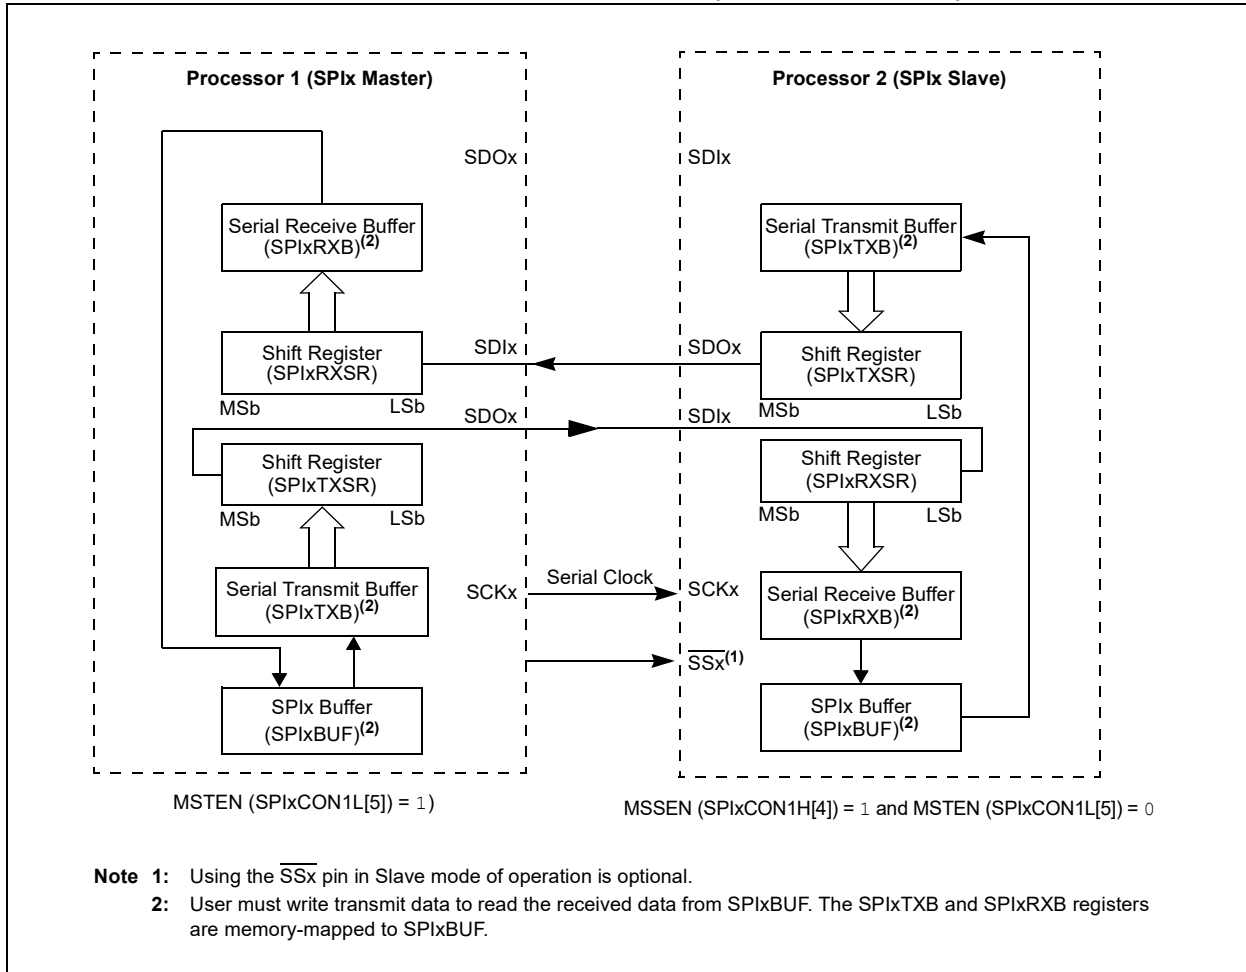 Processor 1 (SPIx Master)
SDOx
Serial Receive Buffer
(SPIxRXB)(2)
Shift Register
(SPIxRXSR)
SDIx
MSb
LSb
SDOx
Shift Register
(SPIxTXSR)
MSb
LSb
Serial Transmit Buffer
(SPIxTXB)(2)
SCKx
SPIx Buffer
(SPIxBUF)(2)
MSTEN (SPIxCON1L[5]) = 1)
Serial Clock
Processor 2 (SPIx Slave)
SDIx
Serial Transmit Buffer
(SPIxTXB)(2)
SDOx
Shift Register
(SPIxTXSR)
MSb
LSb
SDIx
Shift Register
(SPIxRXSR)
MSb
LSb
SCKx
Serial Receive Buffer
(SPIxRXB)(2)
SSx(1)
SPIx Buffer
(SPIxBUF)(2)
MSSEN (SPIxCON1H[4]) = 1 and MSTEN (SPIxCON1L[5]) = 0
Note 1: Using the SSx pin in Slave mode of operation is optional.
2: User must write transmit data to read the received data from SPIxBUF. The SPIxTXB and SPIxRXB registers
are memory-mapped to SPIxBUF.